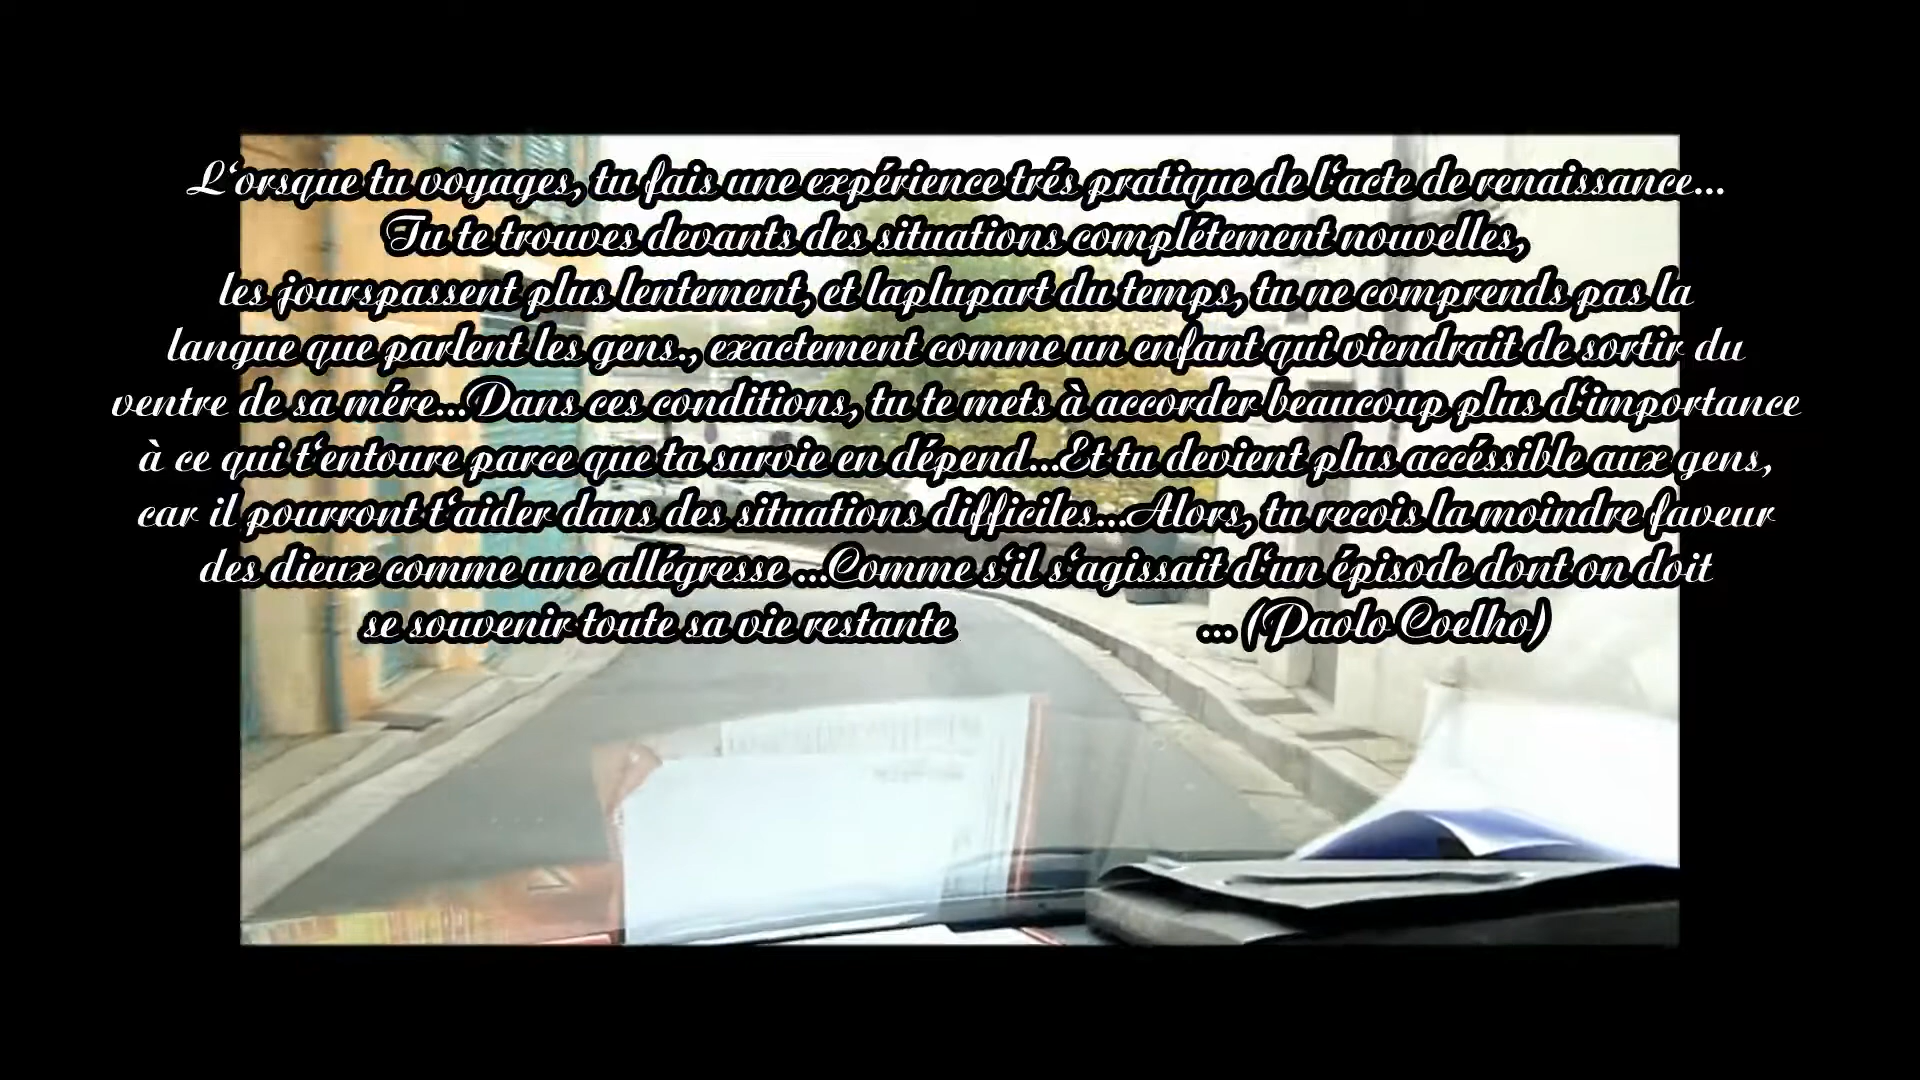 L'orsque tu voyages, tu fais une expérience trés pratique de l'acte de renaissance...
Tu te trouves devants des situations complétement nouvelles,
les jourspassent plus lentement, et laplupart du temps, tu ne comprends pas la
langue que parlent les gens., exactement comme un enfant qui viendrait de sortir du
ventre de sa mére...Dans ces conditions, tu te mets à accorder beaucoup plus d'importance
à ce qui t'entoure parce que ta survie en dépend...Et tu devient plus accéssible aux gens,
car il pourront t'aider dans des situations difficiles...Alors, tu recois la moindre faveur
des dieux comme une allégresse ...Comme s'il s'agissait d'un épisode dont on doit
se souvenir toute sa vie restante ... (Paolo Coelho)